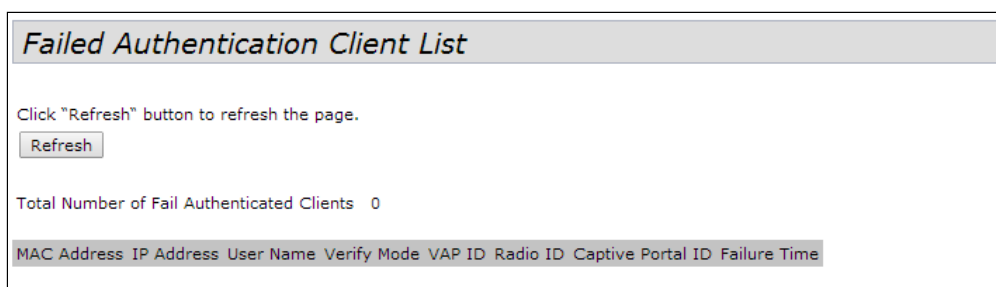 Failed Authentication Client List
Click "Refresh" button to refresh the page.
Refresh
Total Number of Fail Authenticated Clients 0
MAC Address IP Address User Name Verify Mode VAP ID Radio ID Captive Portal ID Failure Time